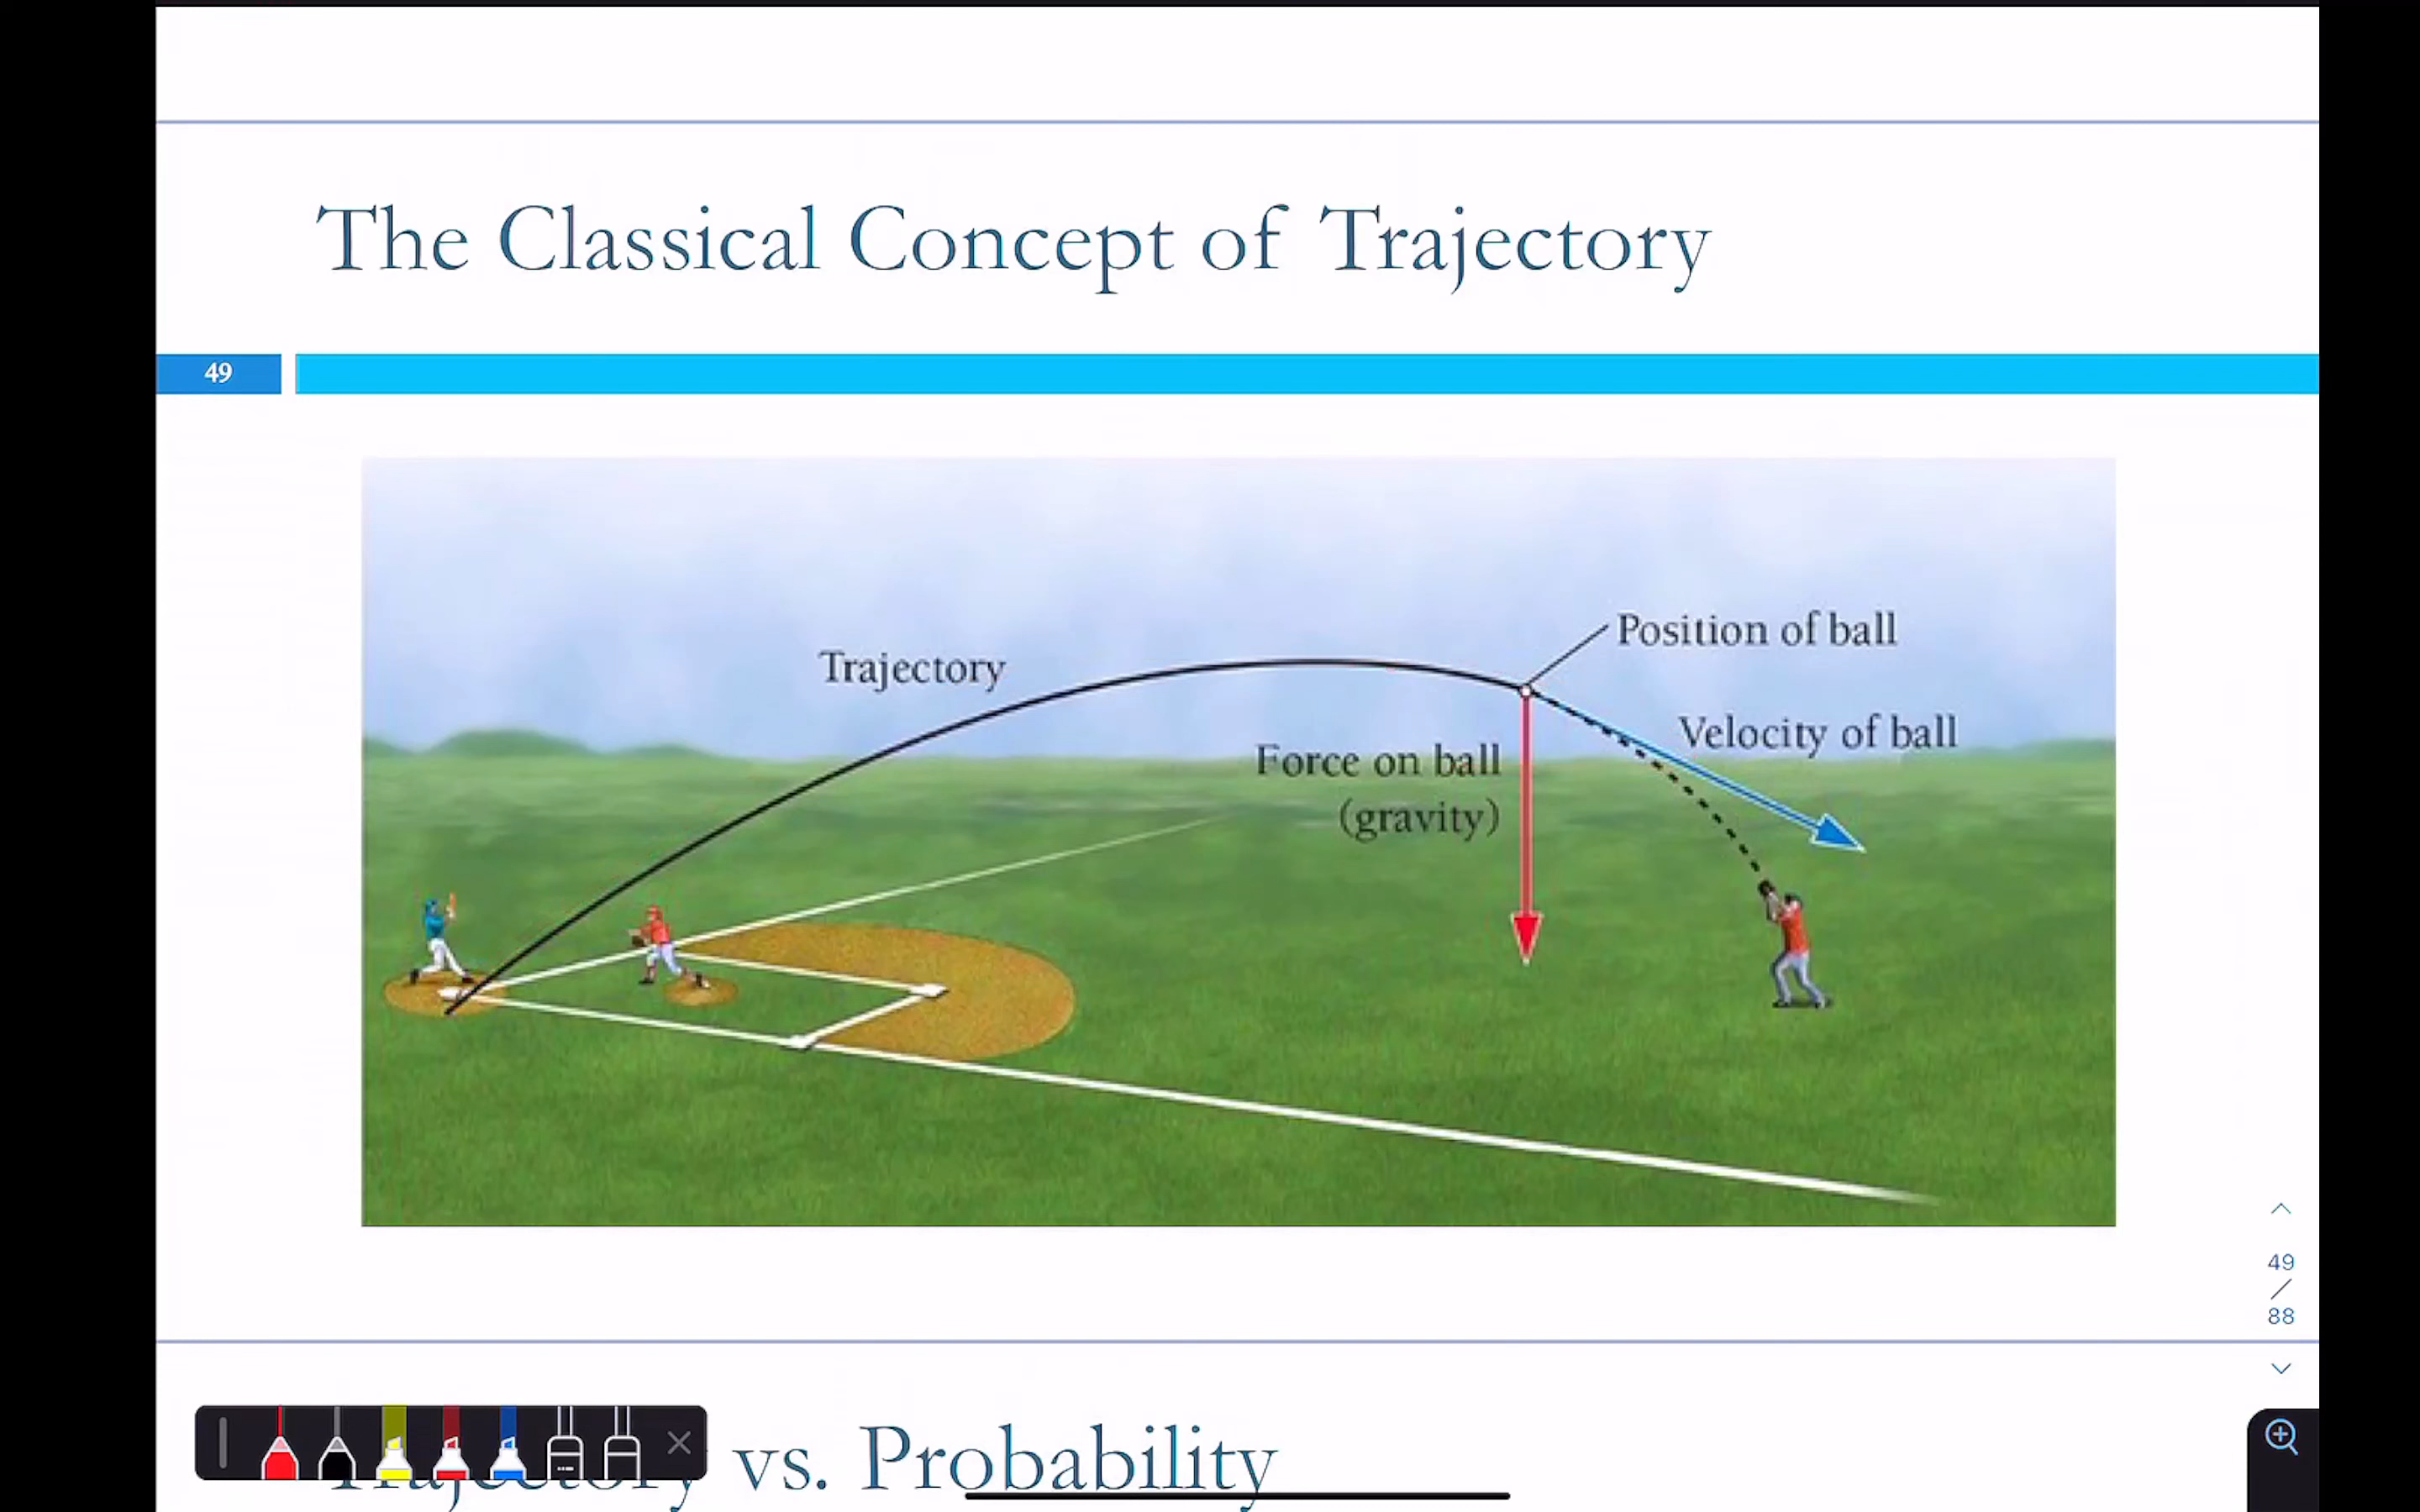 The Classical Concept of Trajectory
49
Trajectory
Position of ball
Velocity of ball
Force on ball
(gravity)
49
/
88
Trajectory vs. Probability